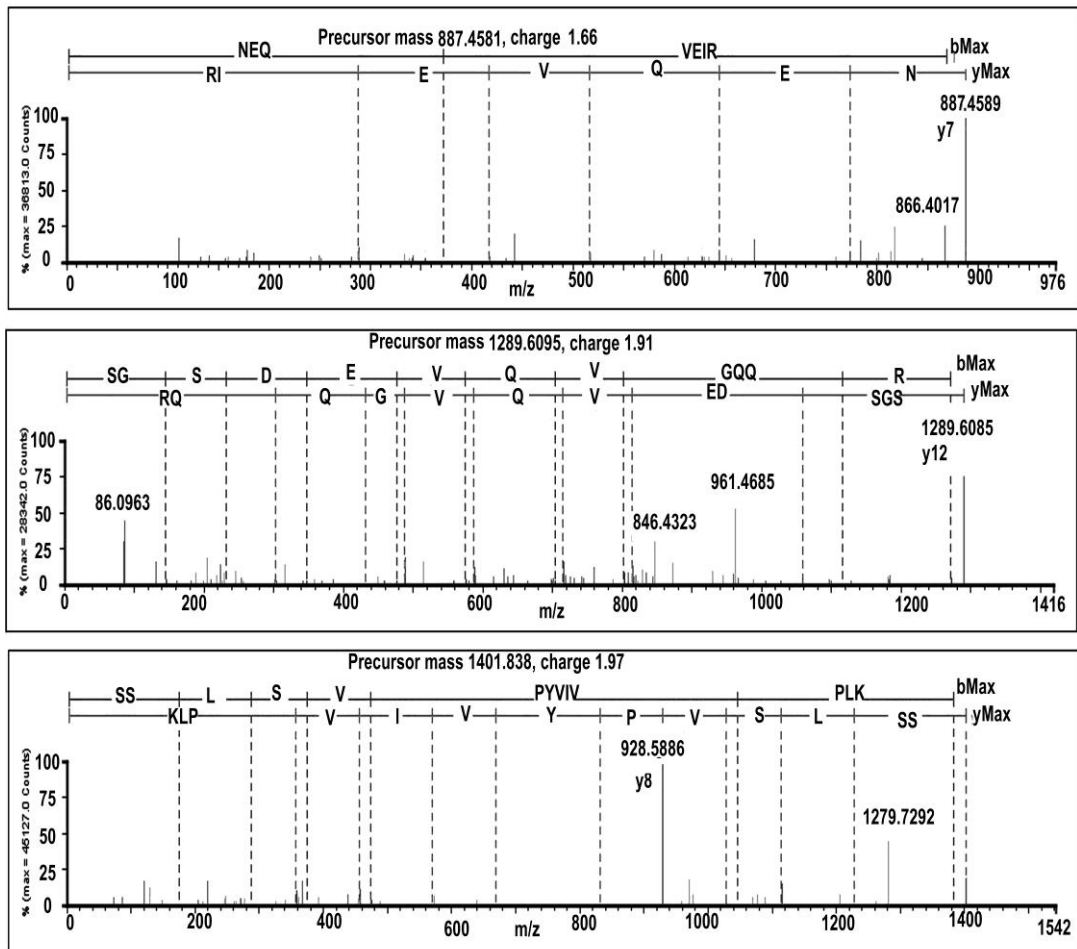 Precursor mass 887.4581, charge 1.66
NEQ VEIR bMax
RI E V Q E N yMax
887.4589
y7
866.4017
% (max = 36813.0 Counts)
100
75
50
25
0
0 100 200 300 400 500 600 700 800 900 976
m/z
Precursor mass 1289.6095, charge 1.91
SG S D E V Q V GQQ R bMax
RQ Q G V Q V ED SGS yMax
1289.6085
y12
961.4685
86.0963
846.4323
% (max = 28342.0 Counts)
100
75
50
25
0
0 200 400 600 800 1000 1200 1416
m/z
Precursor mass 1401.838, charge 1.97
SS L S V PYVIV PLK bMax
KLP V I V Y P V S L SS yMax
928.5886
y8
1279.7292
% (max = 45127.0 Counts)
100
75
50
25
0
0 200 400 600 800 1000 1200 1400 1542
m/z